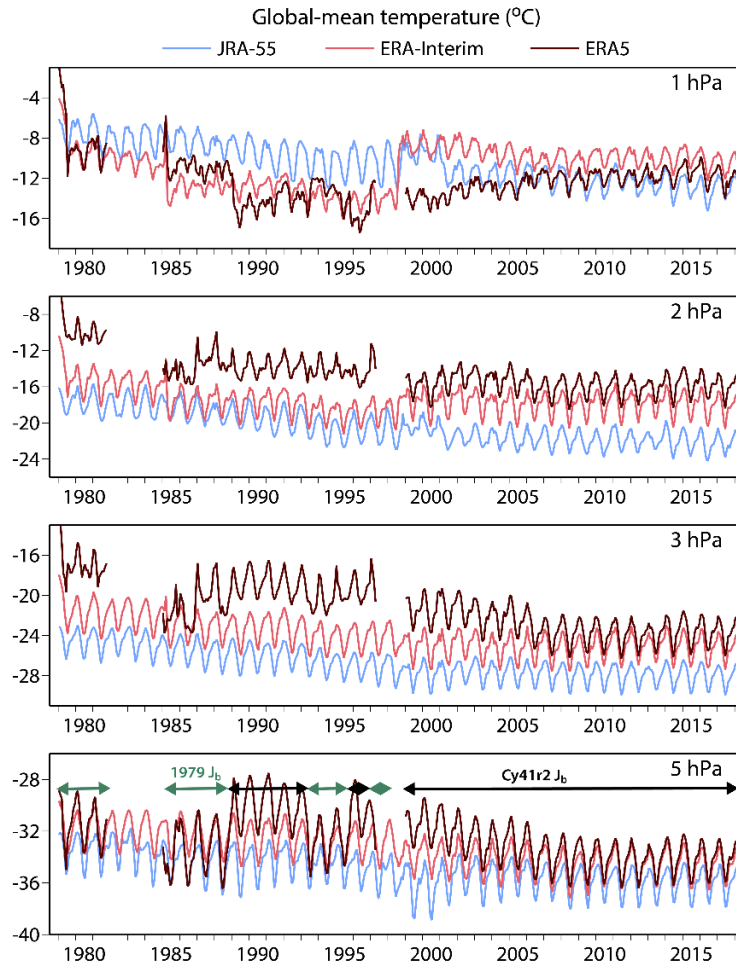 Global-mean temperature (°C)
JRA-55 ERA-Interim ERA5
1 hPa
-4
-8
-12
-16
1980 1985 1990 1995 2000 2005 2010 2015
2 hPa
-8
-12
-16
-20
-24
1980 1985 1990 1995 2000 2005 2010 2015
3 hPa
-16
-20
-24
-28
1980 1985 1990 1995 2000 2005 2010 2015
5 hPa
1979 Jb Cy41r2 Jb
-28
-32
-36
-40
1980 1985 1990 1995 2000 2005 2010 2015